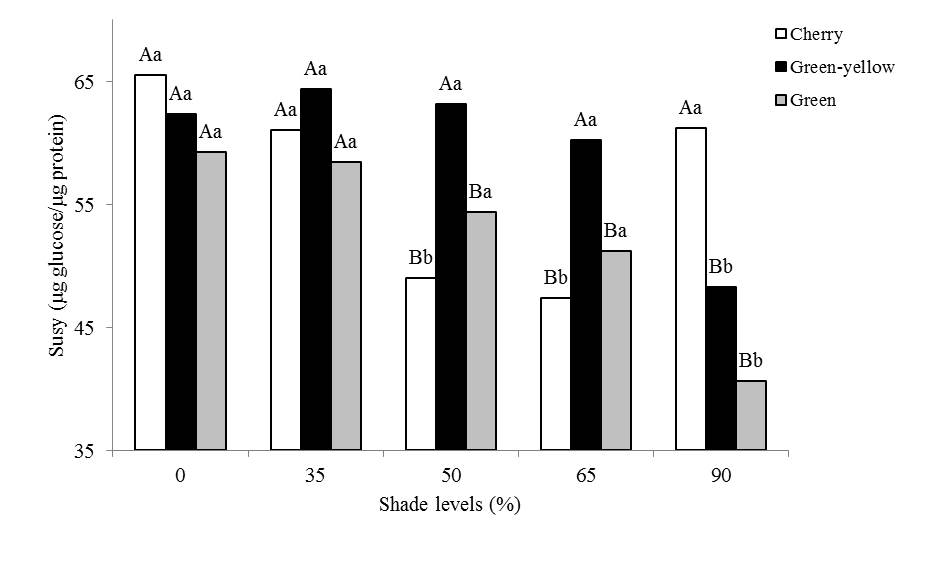 Cherry
Green-yellow
Green
Susy (µg glucose/µg protein)
65
55
45
35
Aa
Aa
Aa
Aa
Aa
Aa
Bb
Aa
Ba
Bb
Aa
Ba
Aa
Bb
Bb
0 35 50 65 90
Shade levels (%)